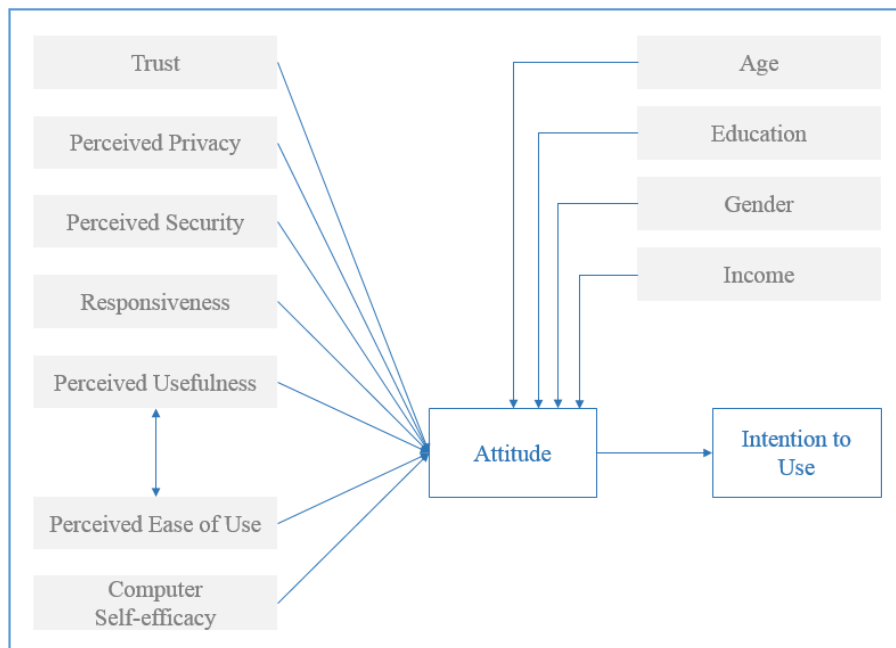 Trust
Perceived Privacy
Perceived Security
Responsiveness
Perceived Usefulness
Perceived Ease of Use
Computer
Self-efficacy
Age
Education
Gender
Income
Attitude
Intention to
Use